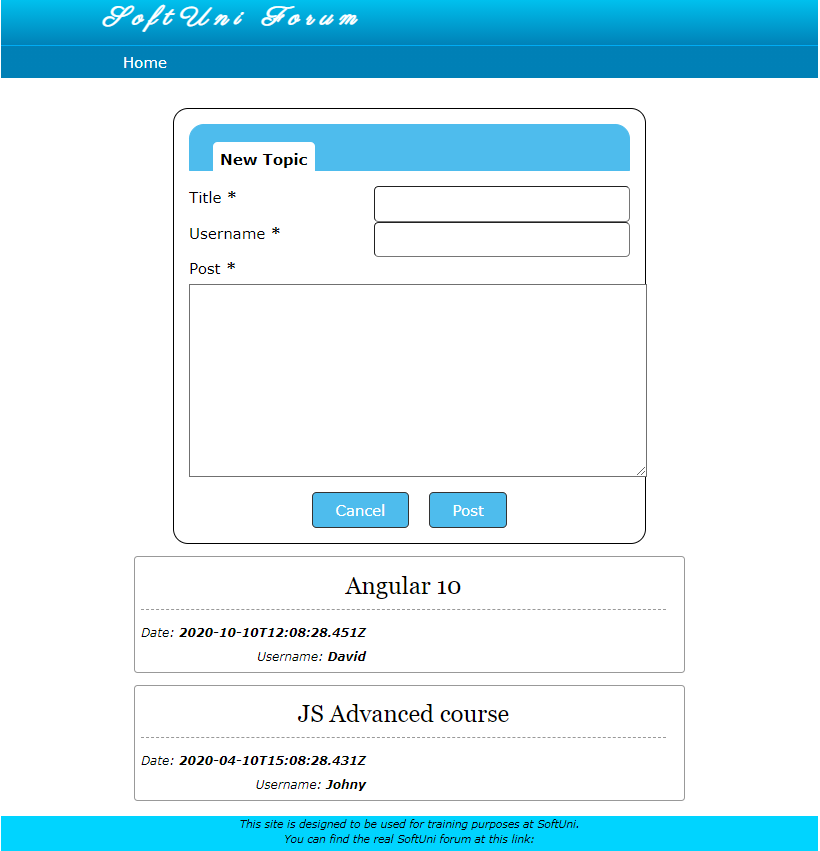 SoftUni Forum
Home
New Topic
Title *
Username *
Post *
Cancel Post
Angular 10
Date: 2020-10-10T12:08:28.451Z
Username: David
JS Advanced course
Date: 2020-04-10T15:08:28.431Z
Username: Johny
This site is designed to be used for training purposes at SoftUni.
You can find the real SoftUni forum at this link: